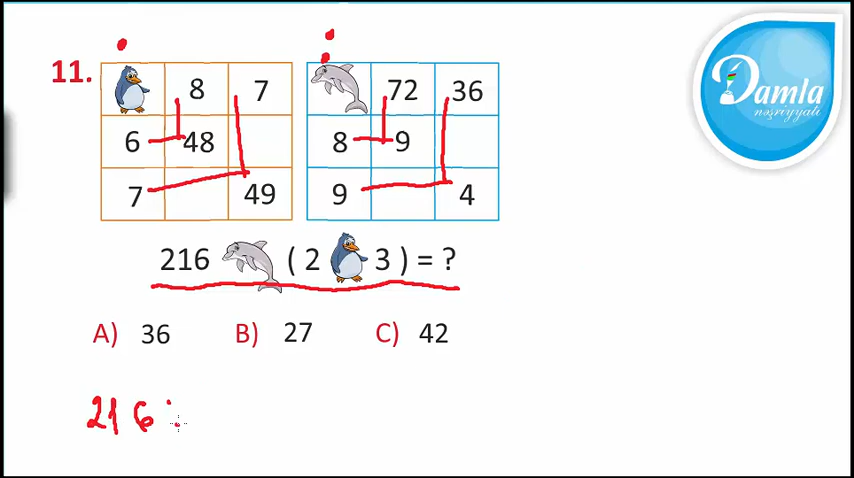 11.
8 7
6 48
7 49
72 36
8 9
9 4
216 ( 2 3 ) = ?
A) 36 B) 27 C) 42
216 :
Damla
nəşriyyatı